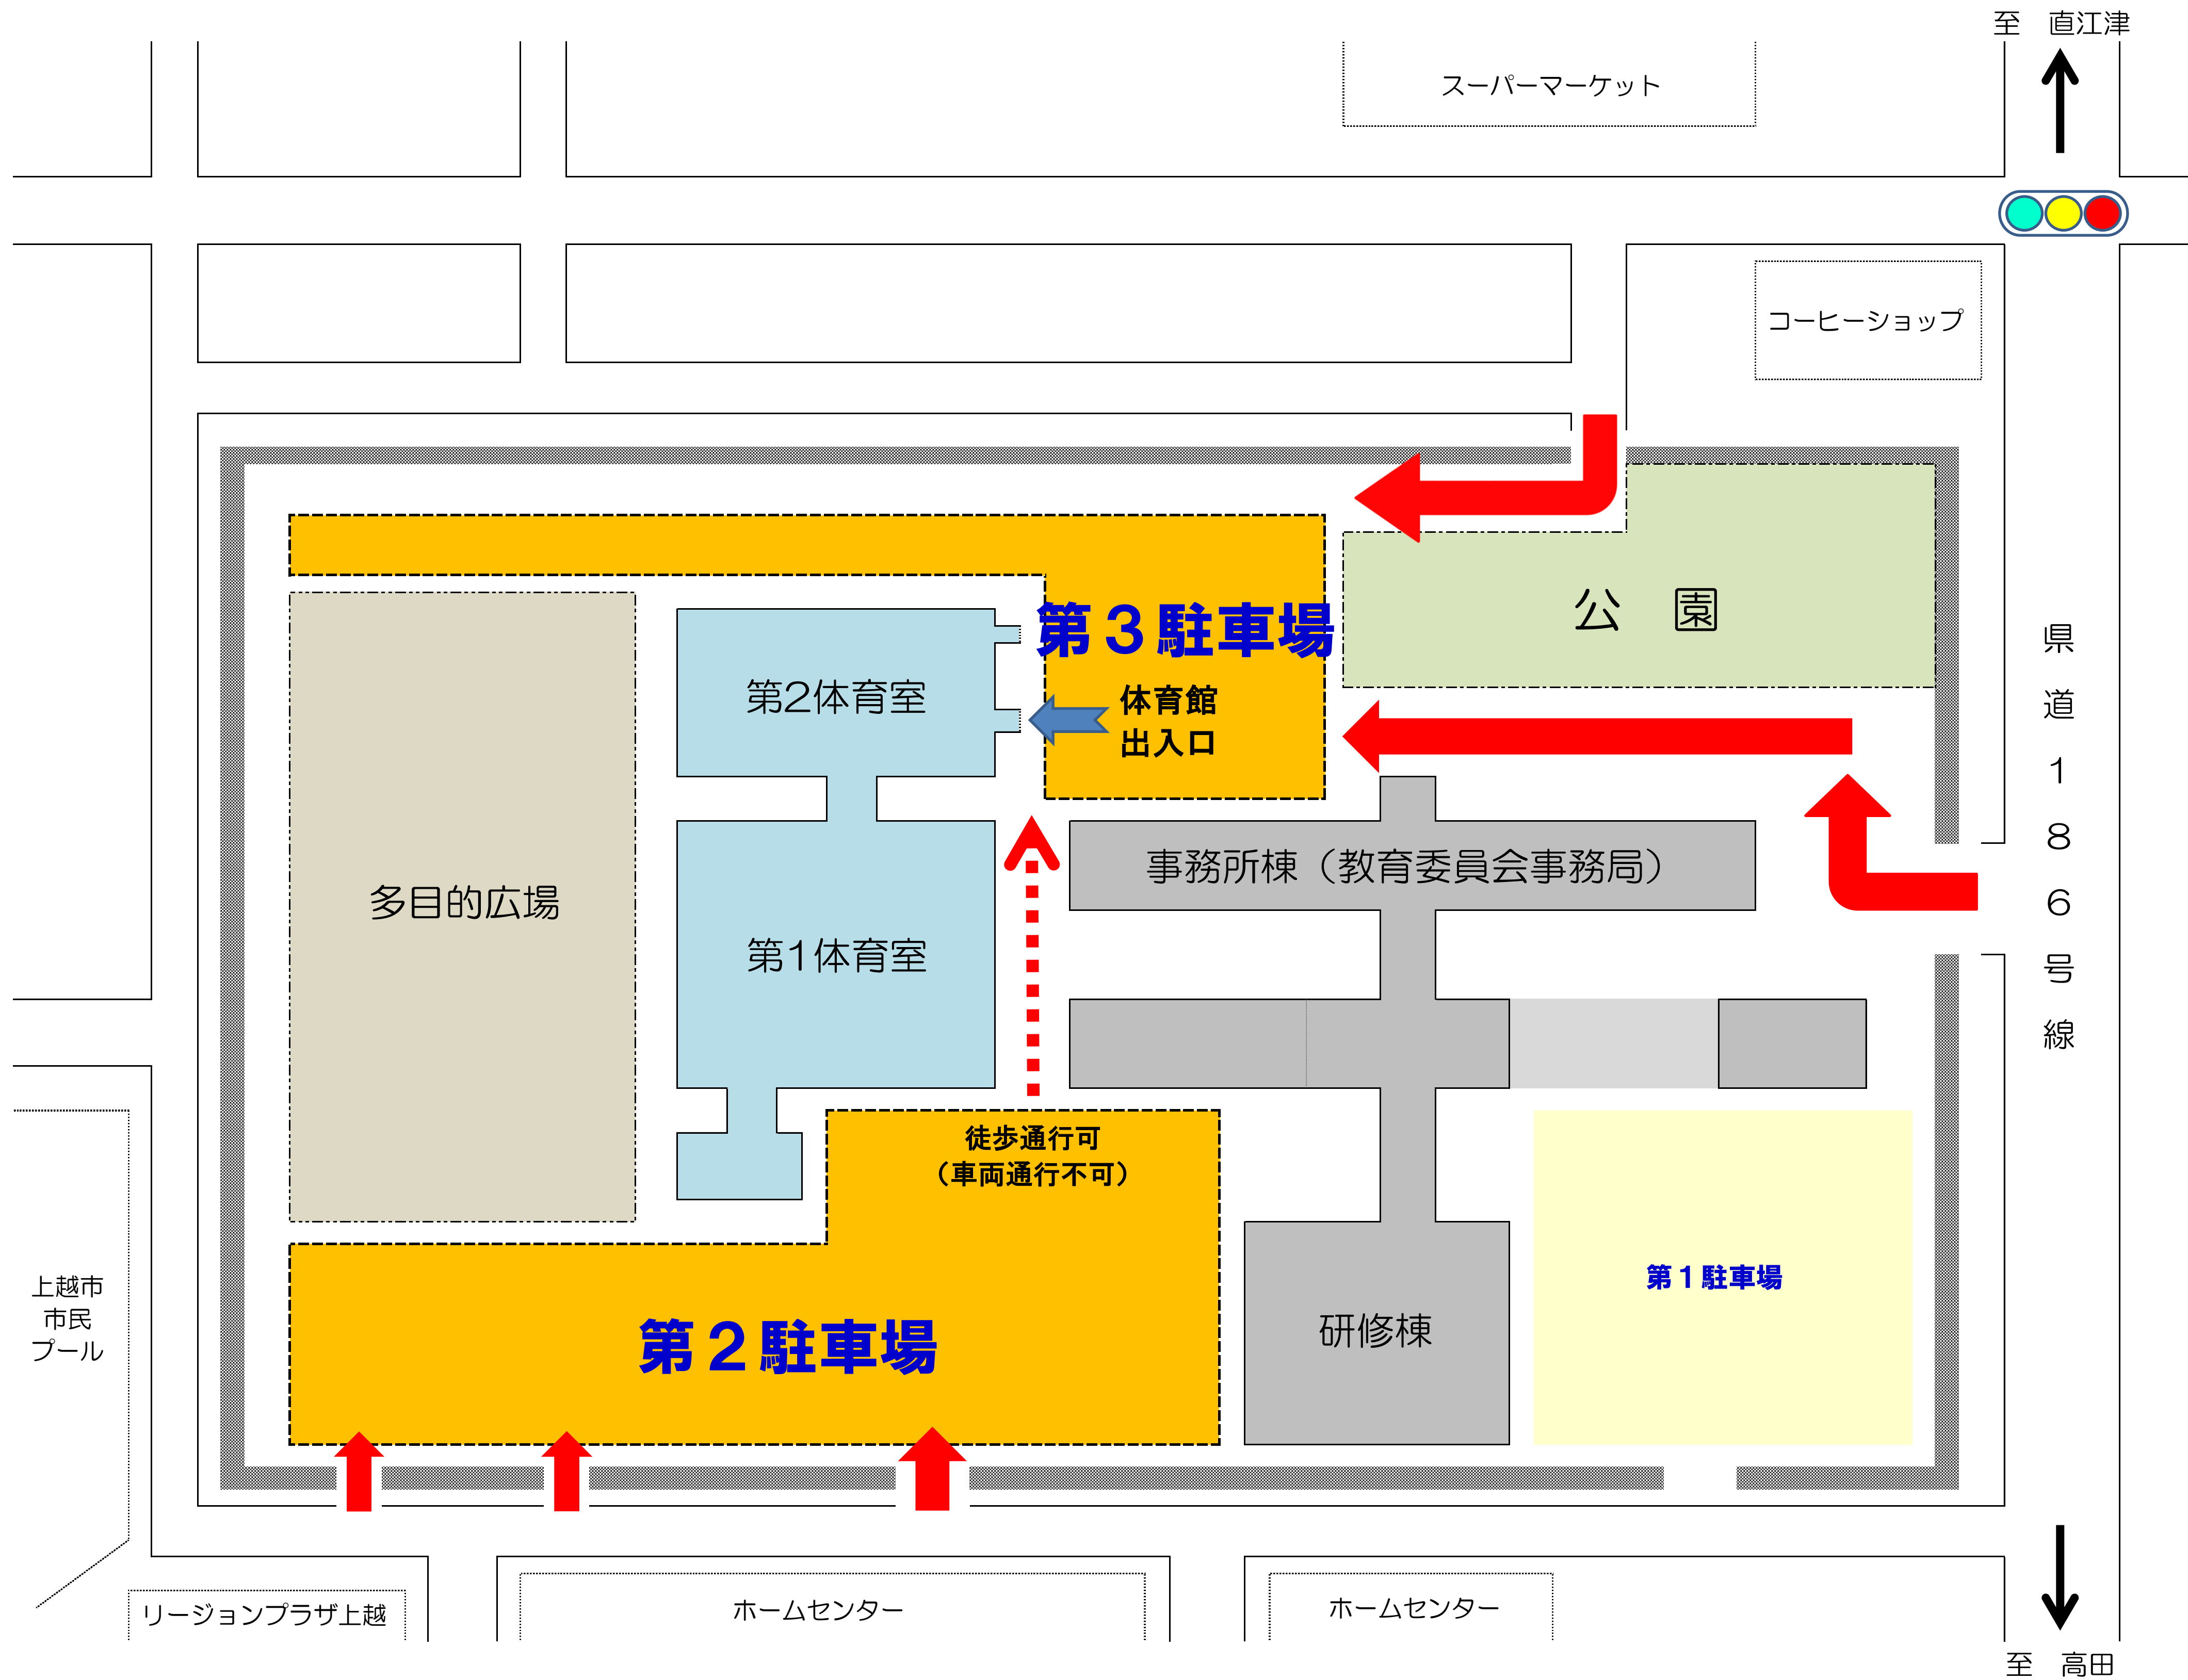 至　直江津
スーパーマーケット
コーヒーショップ
公　園
第３駐車場
体育館
出入口
第2体育室
県道１８６号線
事務所棟（教育委員会事務局）
多目的広場
第1体育室
徒歩通行可
（車両通行不可）
上越市
市民
プール
第１駐車場
研修棟
第２駐車場
リージョンプラザ上越
ホームセンター
ホームセンター
至　高田